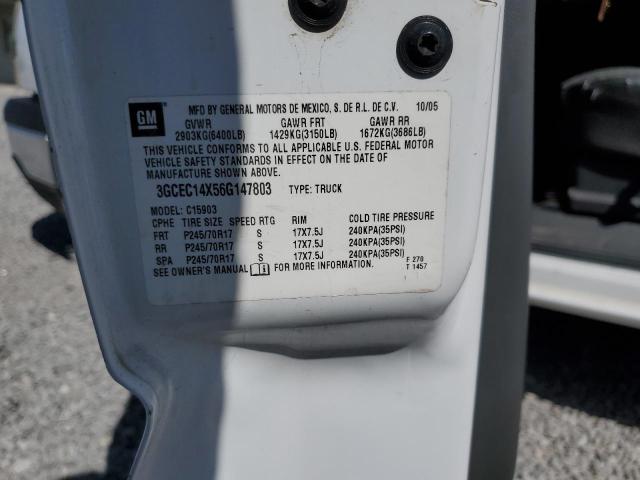 GM
MFD BY GENERAL MOTORS DE MEXICO, S. DE R.L. DE C.V. 10/05
GVWR GAWR FRT GAWR RR
2903KG(6400LB) 1429KG(3150LB) 1672KG(3686LB)
THIS VEHICLE CONFORMS TO ALL APPLICABLE U.S. FEDERAL MOTOR
VEHICLE SAFETY STANDARDS IN EFFECT ON THE DATE OF
MANUFACTURE SHOWN ABOVE.
3GCEC14X56G147803 TYPE: TRUCK
MODEL: C15903
CPHE TIRE SIZE SPEED RTG RIM COLD TIRE PRESSURE
FRT P245/70R17 S 17X7.5J 240KPA(35PSI)
RR P245/70R17 S 17X7.5J 240KPA(35PSI)
SPA P245/70R17 S 17X7.5J 240KPA(35PSI)
SEE OWNER'S MANUAL FOR MORE INFORMATION.
F 270
T 1457